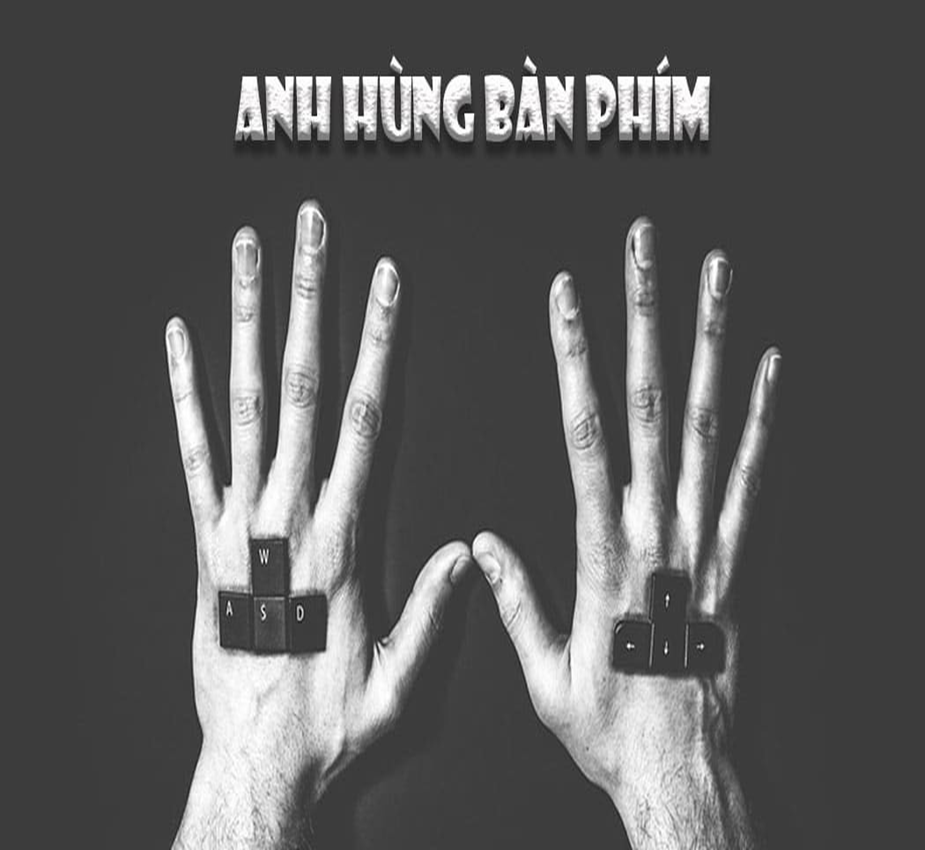 ANH HÙNG BÀN PHÍM
W
A S D
↑
← ↓ →